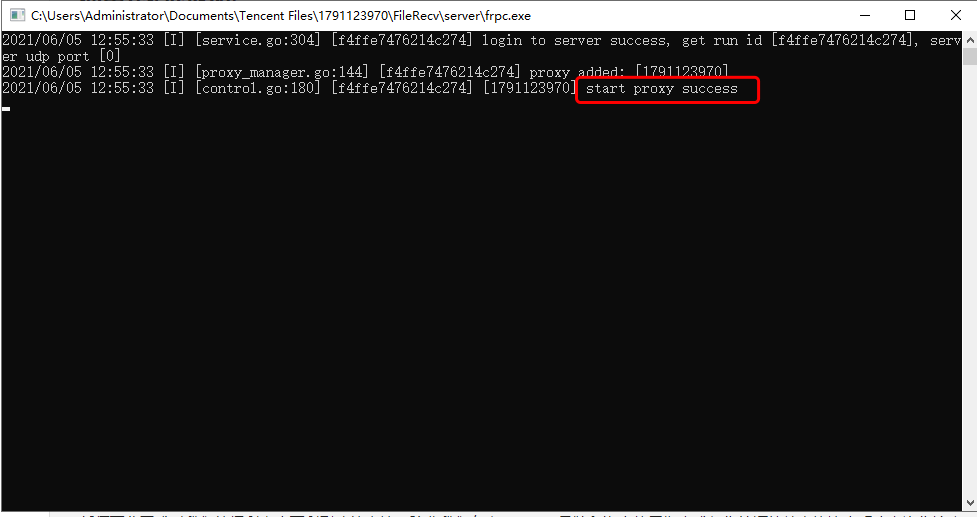 C:\Users\Administrator\Documents\Tencent Files\1791123970\FileRecv\server\frpc.exe
2021/06/05 12:55:33 [I] [service.go:304] [f4ffe7476214c274] login to server success, get run id [f4ffe7476214c274], serv
er udp port [0]
2021/06/05 12:55:33 [I] [proxy_manager.go:144] [f4ffe7476214c274] proxy added: [1791123970]
2021/06/05 12:55:33 [I] [control.go:180] [f4ffe7476214c274] [1791123970] start proxy success